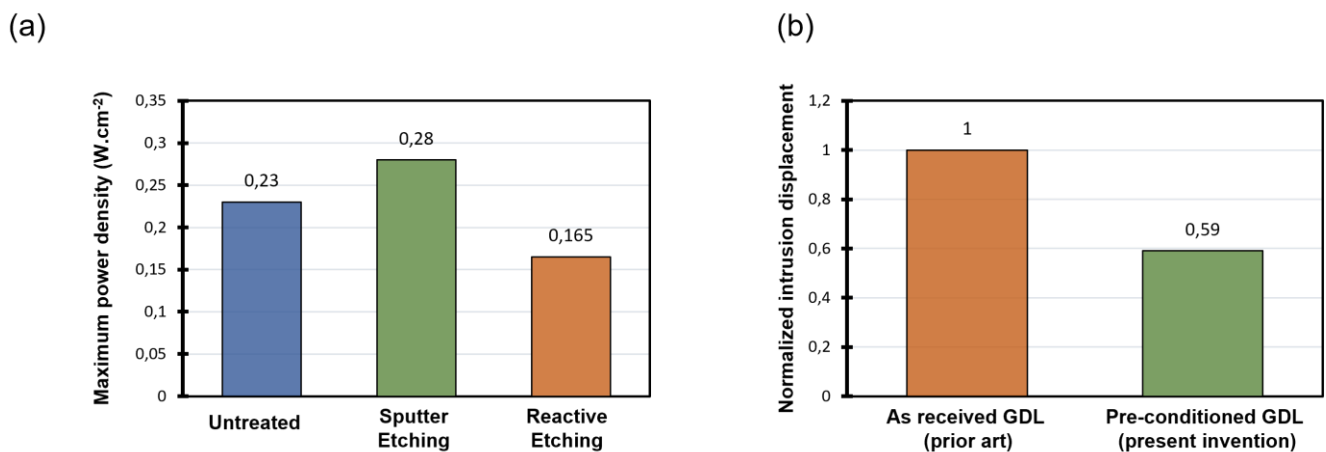 (a)
Maximum power density (W.cm-2)
0,35
0,3
0,25
0,2
0,15
0,1
0,05
0
0,23
0,28
0,165
Untreated
Sputter
Etching
Reactive
Etching
(b)
Normalized intrusion displacement
1,2
1
0,8
0,6
0,4
0,2
0
1
0,59
As received GDL
(prior art)
Pre-conditioned GDL
(present invention)